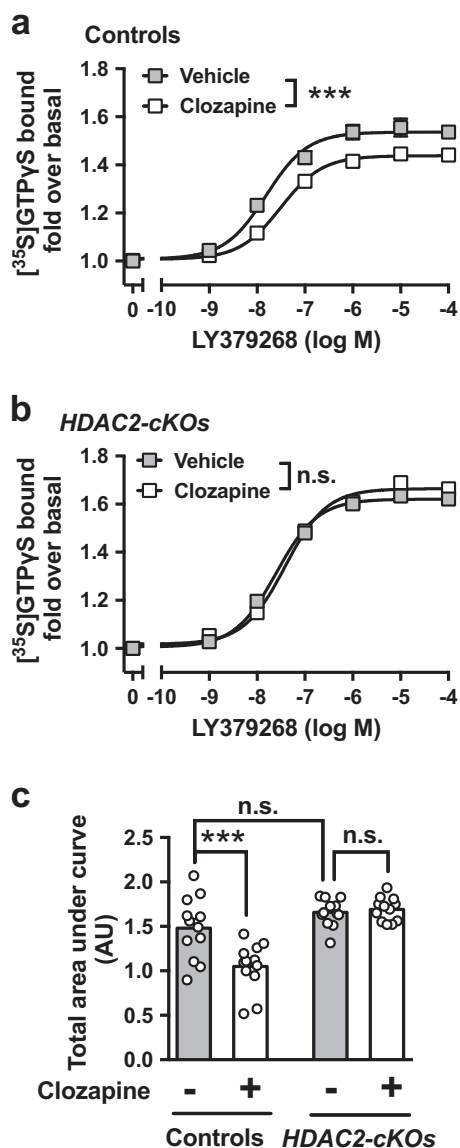 a
Controls
[³⁵S]GTPγS bound
fold over basal
1.8
1.6
1.4
1.2
1.0
Vehicle
Clozapine
***
0 -10 -9 -8 -7 -6 -5 -4
LY379268 (log M)
b
HDAC2-cKOs
[³⁵S]GTPγS bound
fold over basal
1.8
1.6
1.4
1.2
1.0
Vehicle
Clozapine
n.s.
0 -10 -9 -8 -7 -6 -5 -4
LY379268 (log M)
c
Total area under curve
(AU)
2.5
2.0
1.5
1.0
0.5
0.0
n.s.
***
n.s.
Clozapine - + - +
Controls HDAC2-cKOs